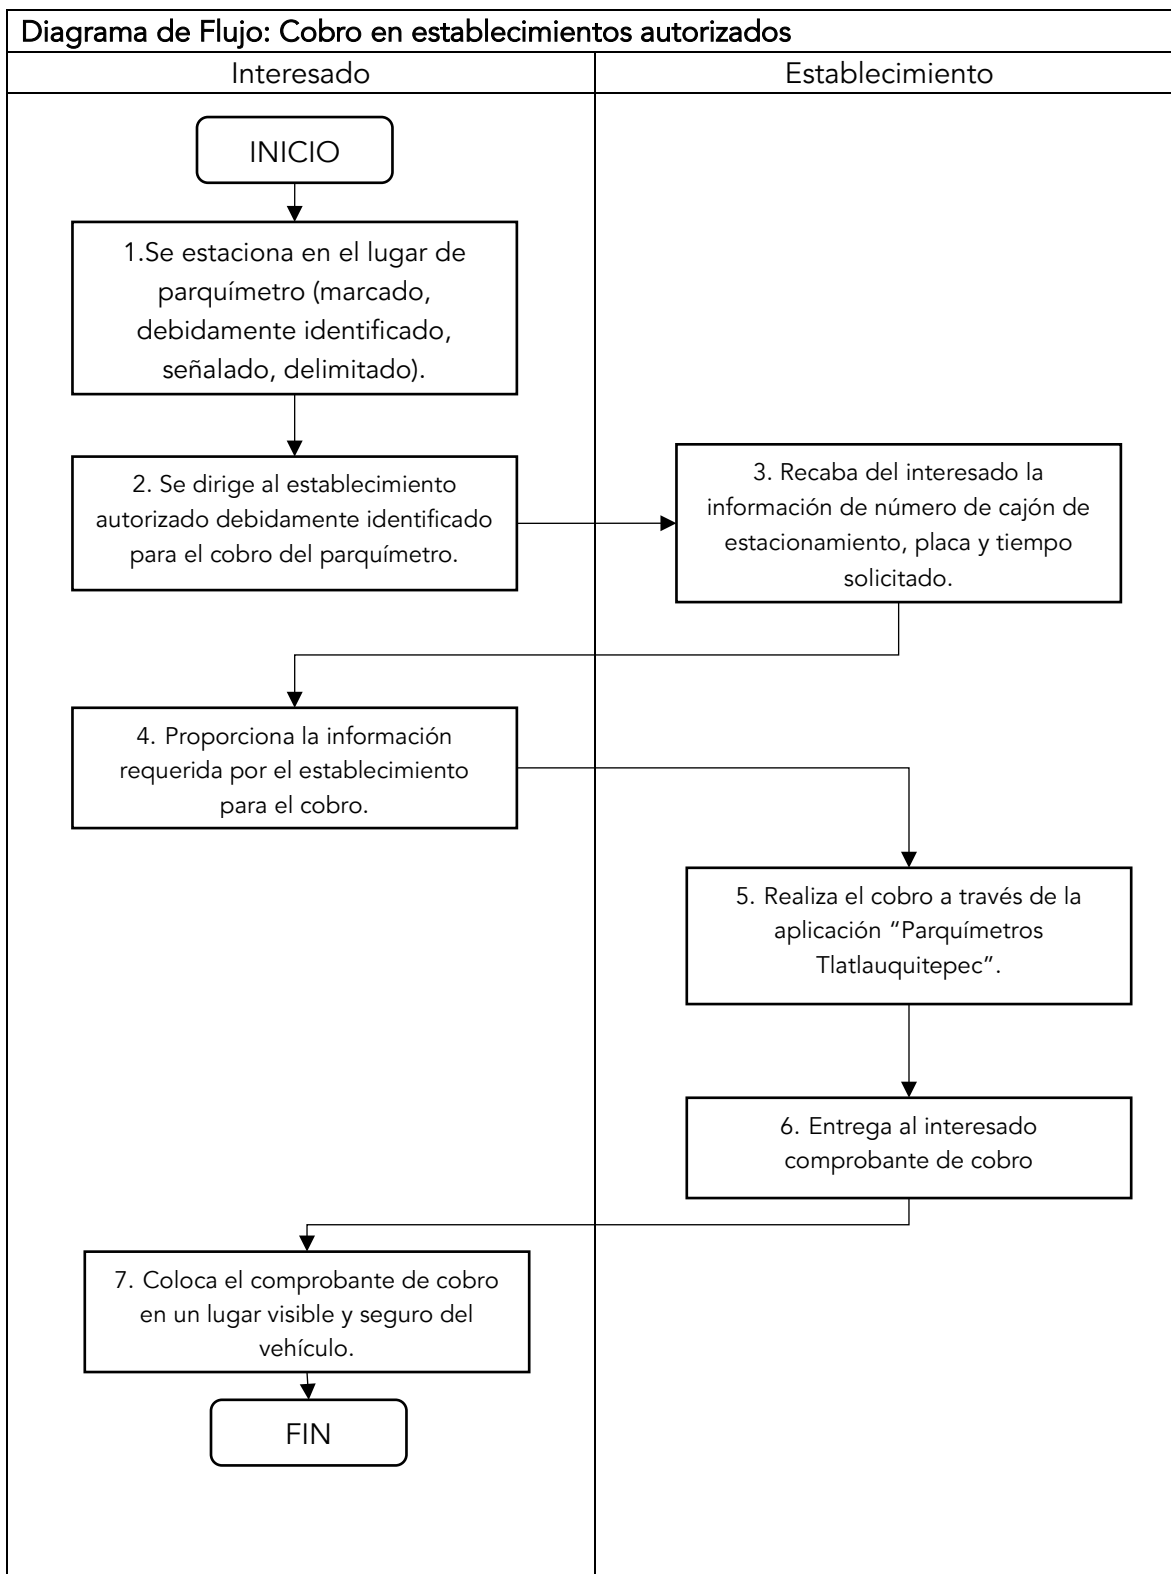 Diagrama de Flujo: Cobro en establecimientos autorizados
Interesado
Establecimiento
INICIO
1.Se estaciona en el lugar de
parquímetro (marcado,
debidamente identificado,
señalado, delimitado).
2. Se dirige al establecimiento
autorizado debidamente identificado
para el cobro del parquímetro.
3. Recaba del interesado la
información de número de cajón de
estacionamiento, placa y tiempo
solicitado.
4. Proporciona la información
requerida por el establecimiento
para el cobro.
5. Realiza el cobro a través de la
aplicación “Parquímetros
Tlatlauquitepec”.
6. Entrega al interesado
comprobante de cobro
7. Coloca el comprobante de cobro
en un lugar visible y seguro del
vehículo.
FIN